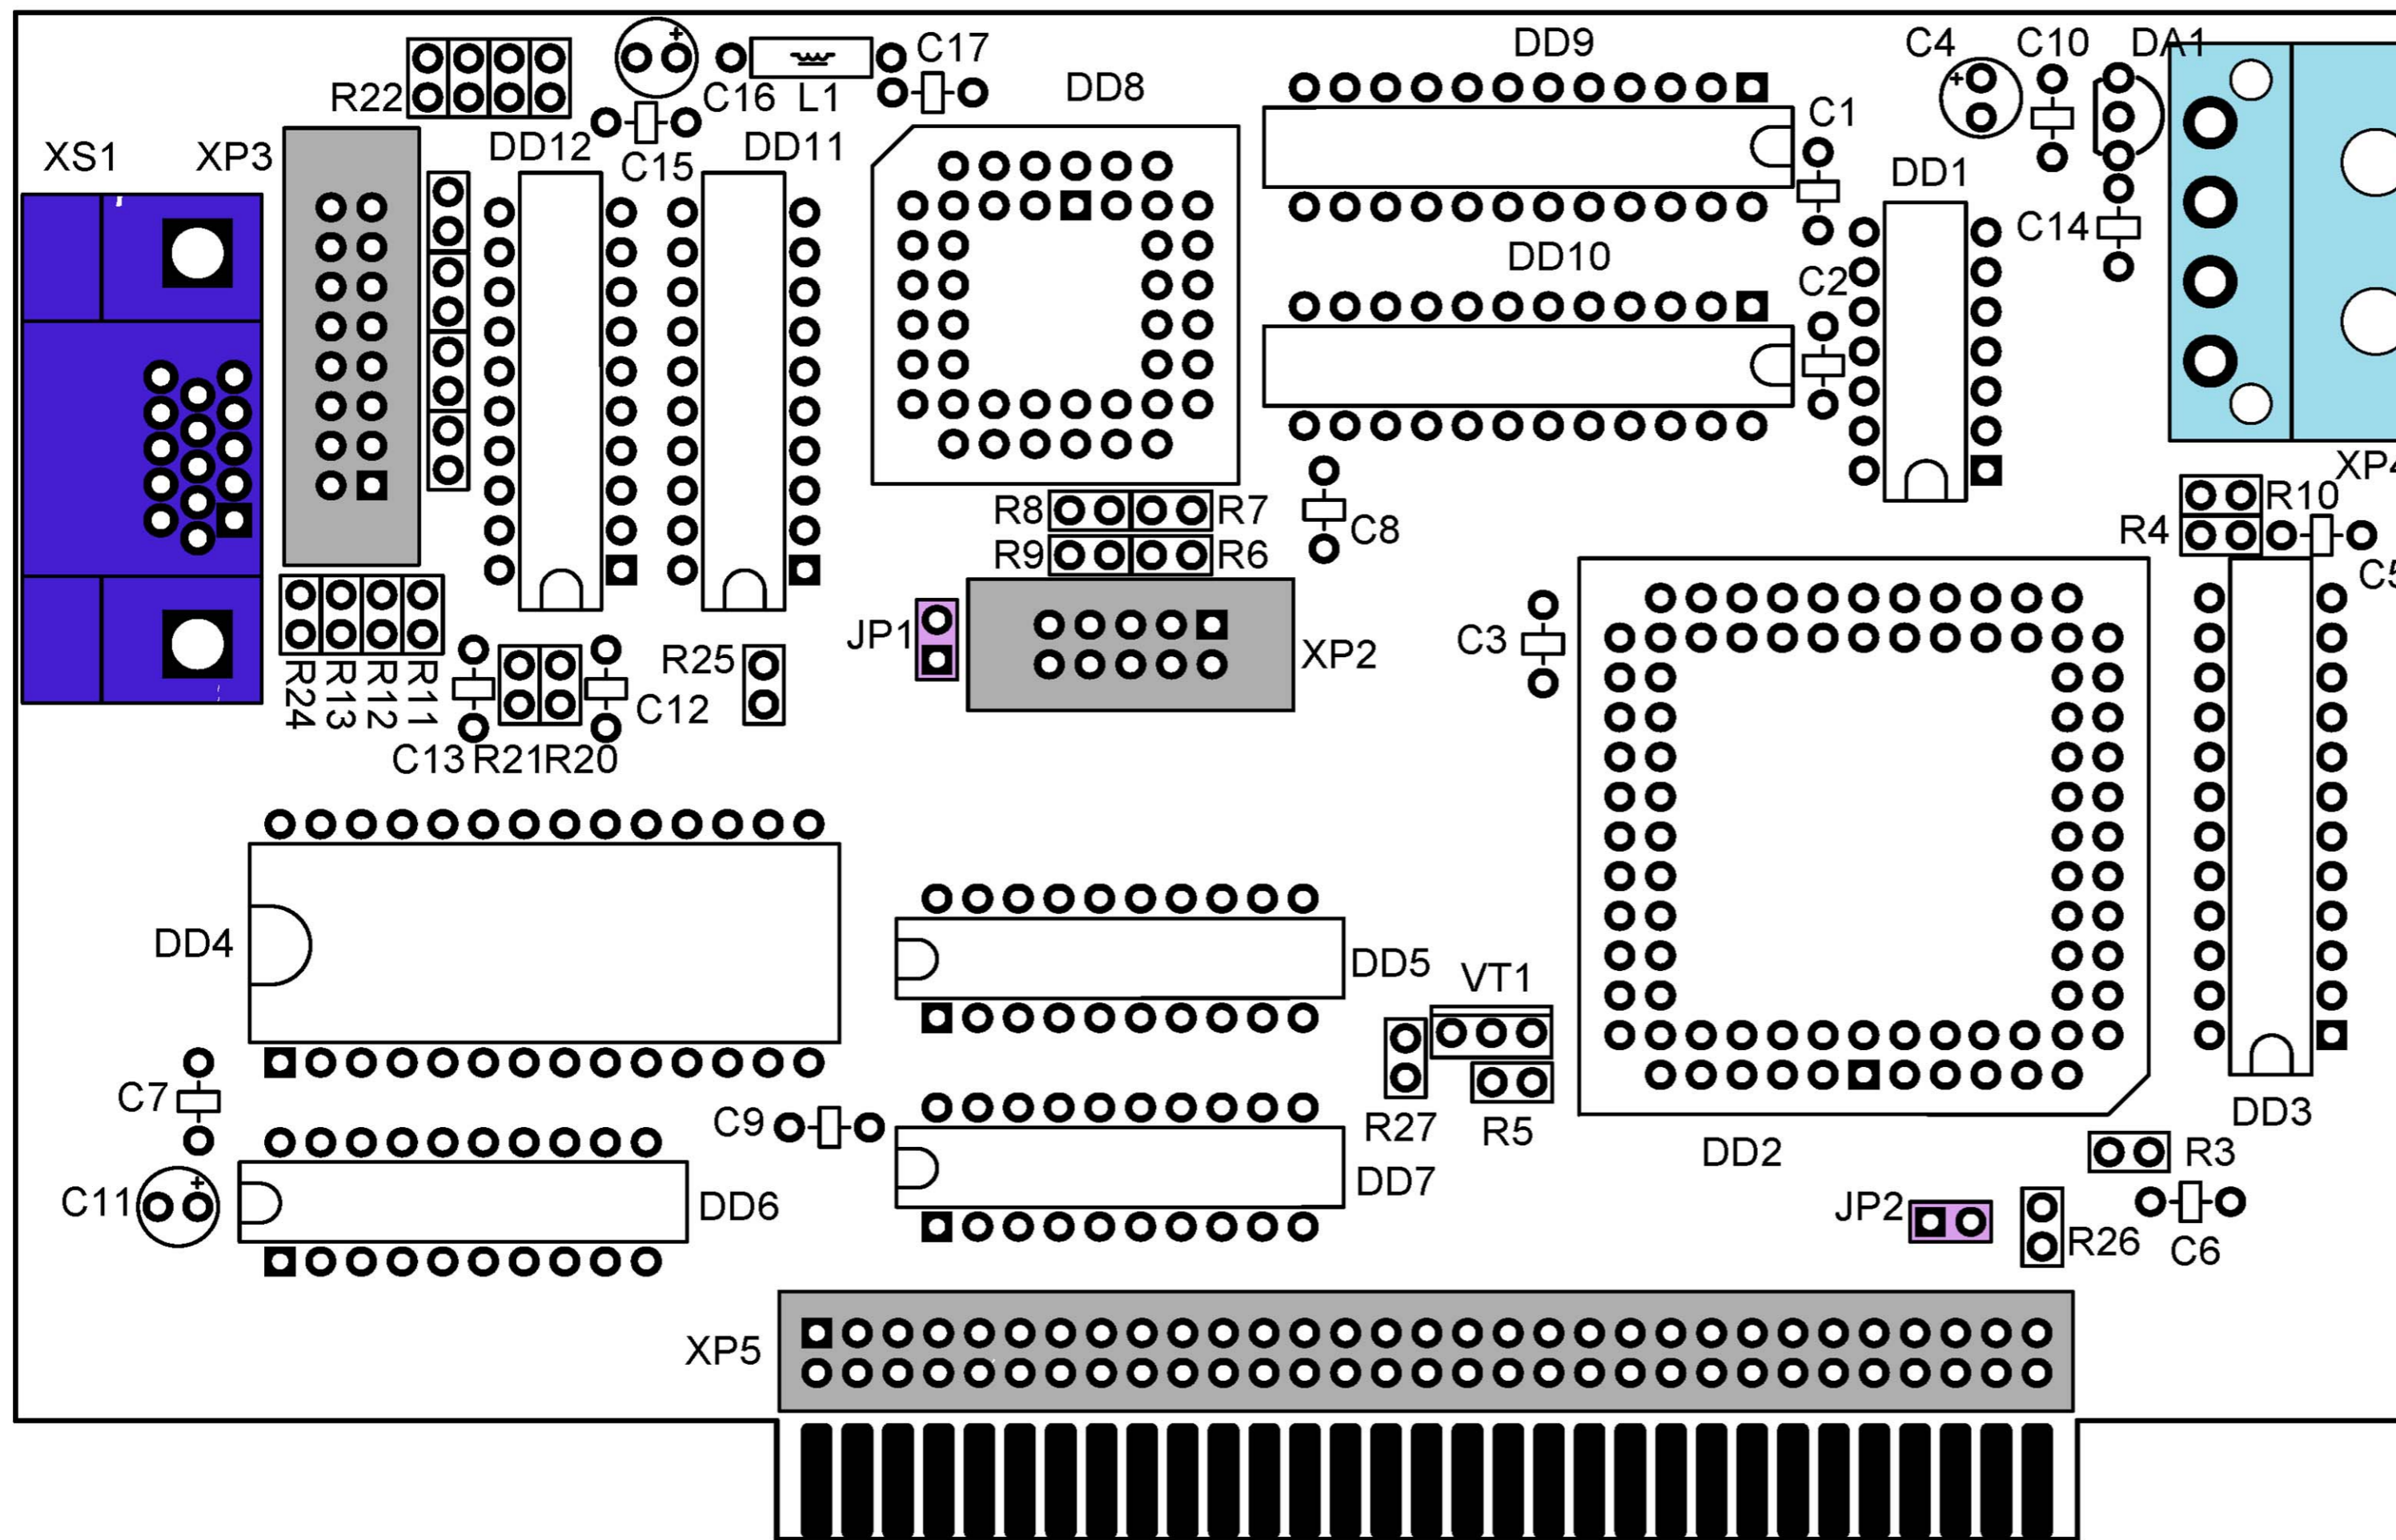 C17
DD9
C4
C10
DA1
R22
C16
L1
DD8
C1
XS1
XP3
DD12
C15
DD11
DD1
C14
DD10
C2
XP4
R8
R7
C8
R10
R4
R9
R6
C5
JP1
XP2
C3
R24
R13
R12
R11
R25
C12
C13
R21
R20
DD4
DD5
VT1
C7
C9
R27
R5
DD2
DD3
R3
C11
DD6
DD7
JP2
R26
C6
XP5